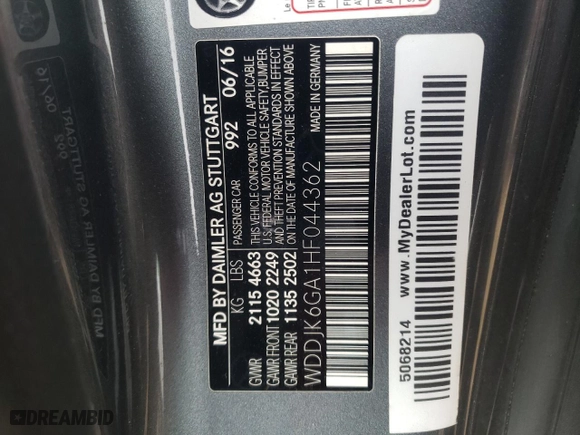 MFD BY DAIMLER AG STUTTGART
992 06/16
KG LBS PASSENGER CAR
GVWR 2115 4663
GAWR FRONT 1020 2249
GAWR REAR 1135 2502
THIS VEHICLE CONFORMS TO ALL APPLICABLE
U.S. FEDERAL MOTOR VEHICLE SAFETY, BUMPER
AND THEFT PREVENTION STANDARDS IN EFFECT
ON DATE OF MANUFACTURE SHOWN ABOVE
WDDJK6GA1HF044362 MADE IN GERMANY
www.MyDealerLot.com
5068214
DREAMBID